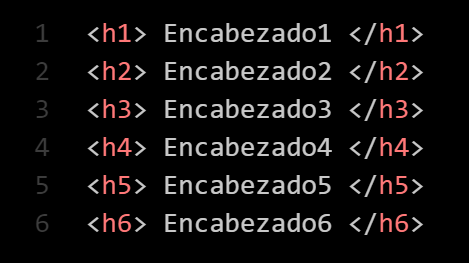 1 <h1> Encabezado1 </h1>
2 <h2> Encabezado2 </h2>
3 <h3> Encabezado3 </h3>
4 <h4> Encabezado4 </h4>
5 <h5> Encabezado5 </h5>
6 <h6> Encabezado6 </h6>